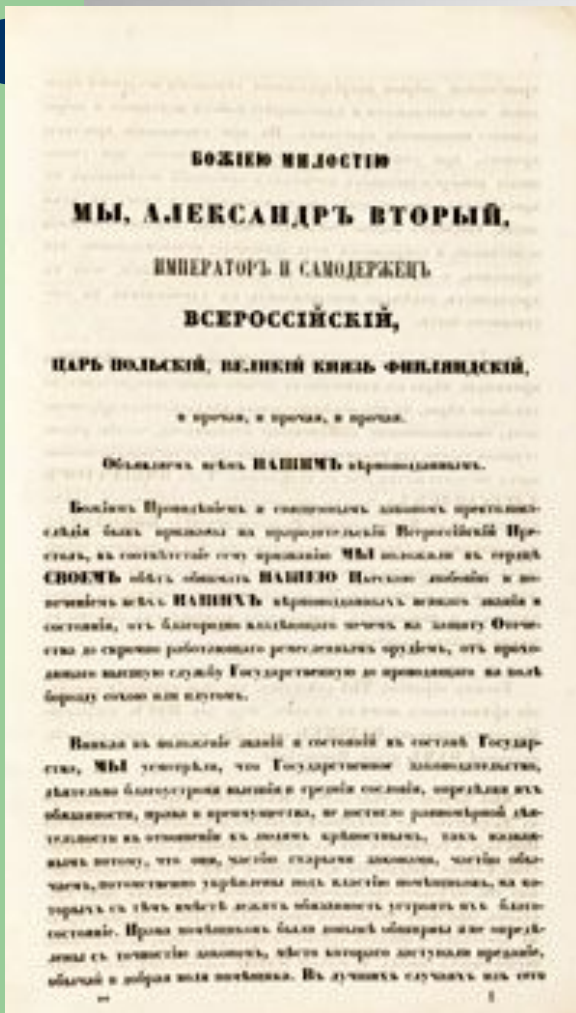 БОЖІЕЮ МИЛОСТІЮ
МЫ, АЛЕКСАНДРЪ ВТОРЫЙ,
ИМПЕРАТОРЪ И САМОДЕРЖЕЦЪ
ВСЕРОССІЙСКІЙ,
ЦАРЬ ПОЛЬСКІЙ, ВЕЛИКІЙ КНЯЗЬ ФИНЛЯНДСКІЙ,
и прочая, и прочая, и прочая.
Объявляемъ всѣмъ НАШИМЪ вѣрноподданнымъ.
Божіимъ Провидѣніемъ и священнымъ закономъ престолона-
слѣдія бывъ призваны на прародительскій Всероссійскій Пре-
столъ, въ соотвѣтствіе сему призванію МЫ положили въ сердцѣ
СВОЕМЪ обѣтъ обнимать НАШЕЮ Царскою любовію и по-
печеніемъ всѣхъ НАШИХЪ вѣрноподданныхъ всякаго званія и
состоянія, отъ благородно владѣющаго мечемъ на защиту Отече-
ства до скромно работающаго ремесленнымъ орудіемъ, отъ прохо-
дящаго высшую службу Государственную до проводящаго на полѣ
борозду сохою или плугомъ.
Вникая въ положеніе званій и состояній въ составѣ Государ-
ства, МЫ усмотрѣли, что Государственное законодательство,
дѣятельно благоустрояя высшія и среднія сословія, опредѣляя ихъ
обязанности, права и преимущества, не достигло равномѣрной дѣя-
тельности въ отношеніи къ людямъ крѣпостнымъ, такъ назван-
нымъ потому, что они, частію старыми законами, частію обы-
чаемъ, потомственно укрѣплены подъ властію помѣщиковъ, на ко-
торыхъ съ тѣмъ вмѣстѣ лежитъ обязанность устроять ихъ благо-
состояніе. Права помѣщиковъ были донынѣ обширны и не опредѣ-
лены съ точностію закономъ, мѣсто котораго заступали преданіе,
обычай и добрая воля помѣщика. Въ лучшихъ случаяхъ изъ сего
1